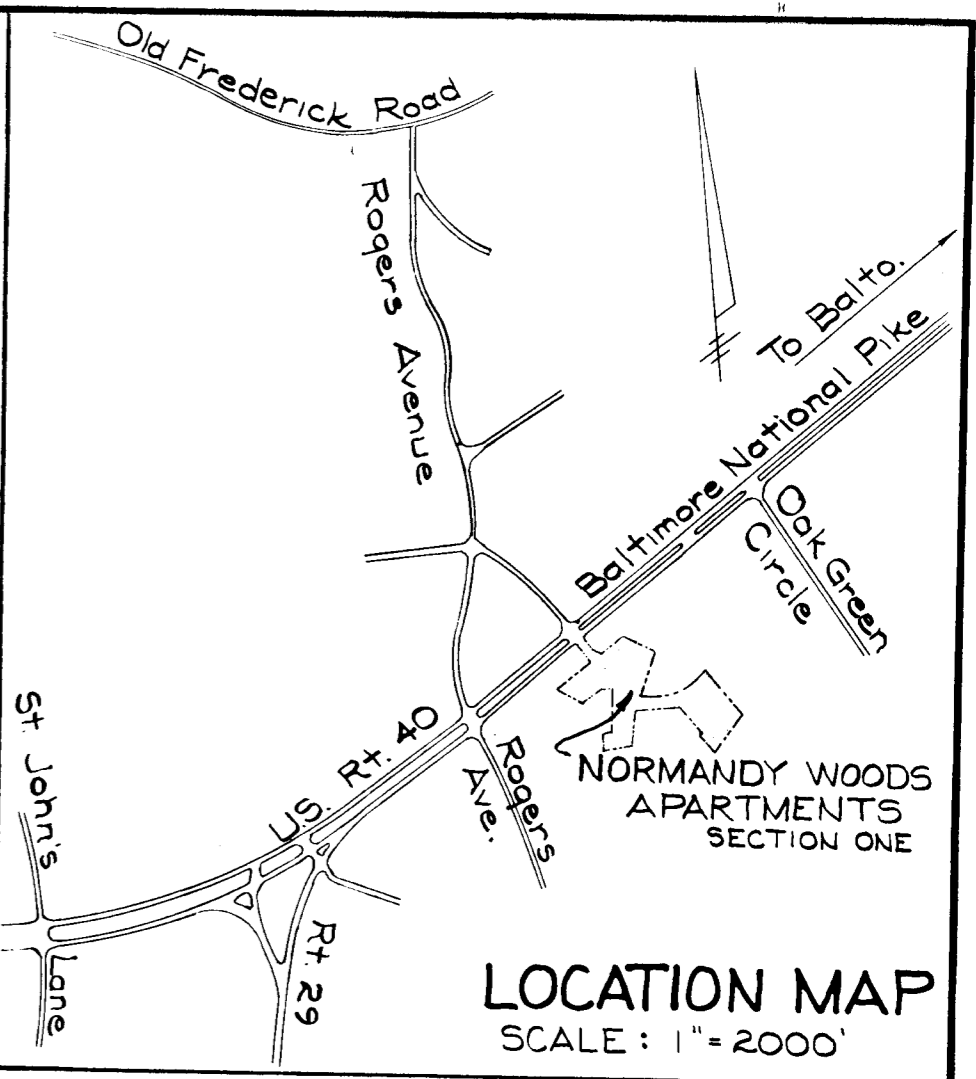 Old Frederick Road
Rogers Avenue
To Balto.
Baltimore National Pike
Oak Green
Circle
U.S. Rt. 40
Rogers
Ave.
NORMANDY WOODS
APARTMENTS
SECTION ONE
St. John's
Lane
Rt. 29
LOCATION MAP
SCALE: 1" = 2000'